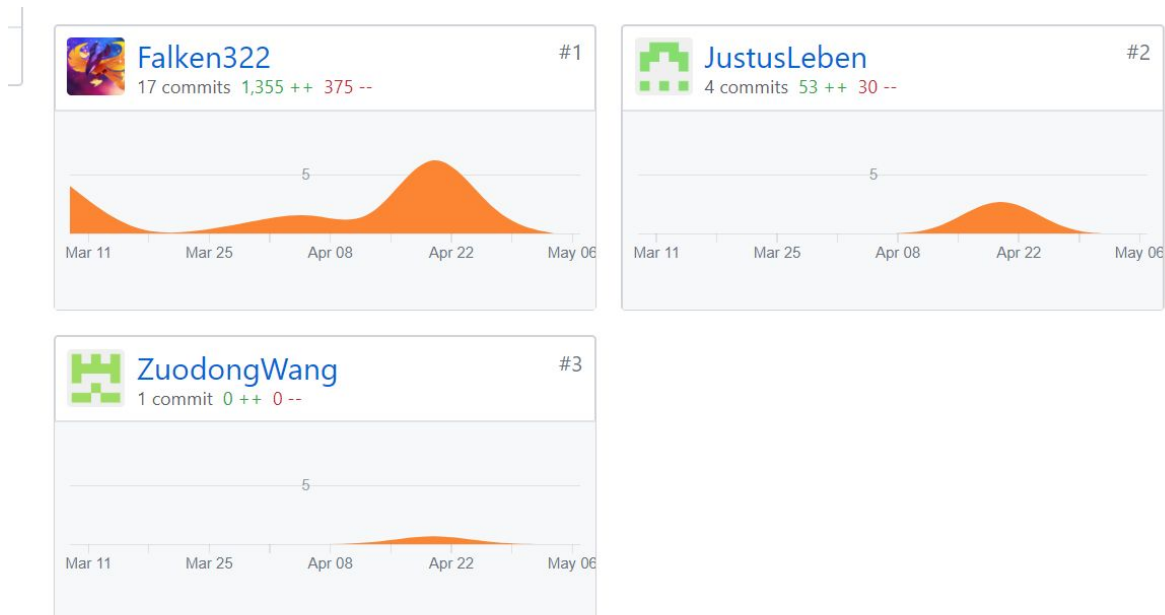 Falken322 #1
17 commits 1,355 ++ 375 --
5
Mar 11 Mar 25 Apr 08 Apr 22 May 06
JustusLeben #2
4 commits 53 ++ 30 --
5
Mar 11 Mar 25 Apr 08 Apr 22 May 06
ZuodongWang #3
1 commit 0 ++ 0 --
5
Mar 11 Mar 25 Apr 08 Apr 22 May 06